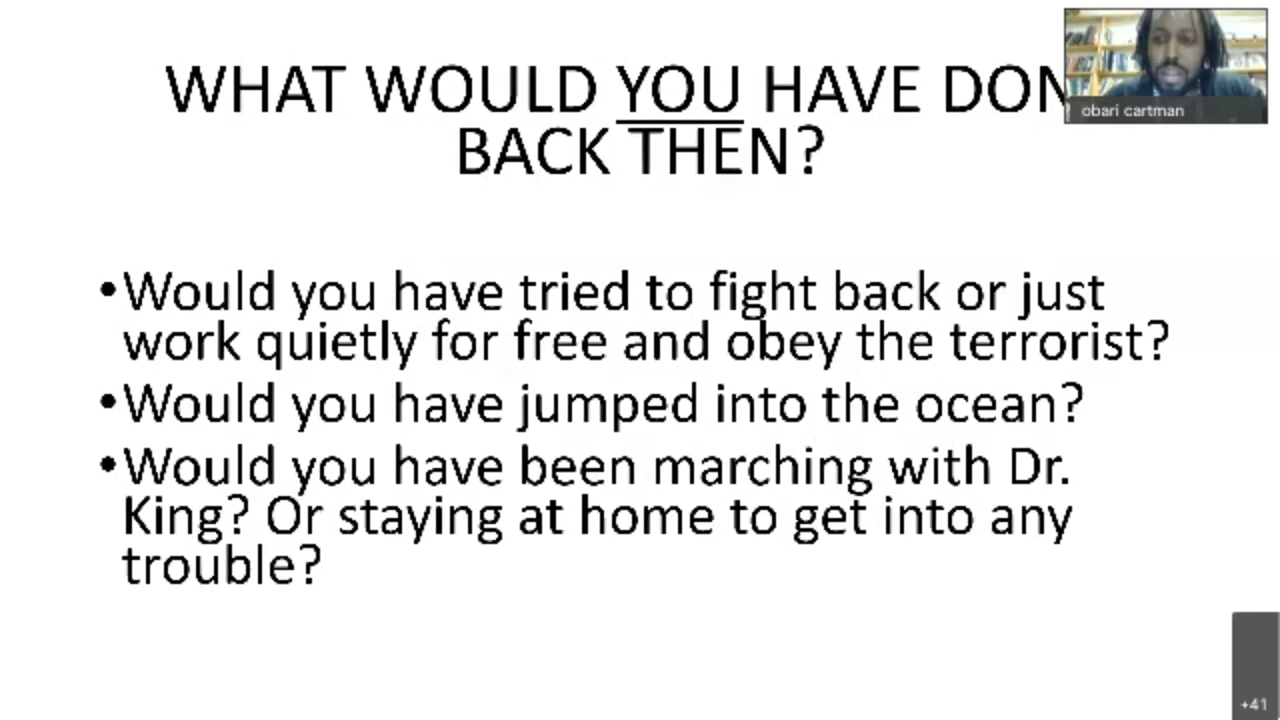 WHAT WOULD YOU HAVE DON
BACK THEN?
obari cartman
•Would you have tried to fight back or just
work quietly for free and obey the terrorist?
•Would you have jumped into the ocean?
•Would you have been marching with Dr.
King? Or staying at home to get into any
trouble?
+41